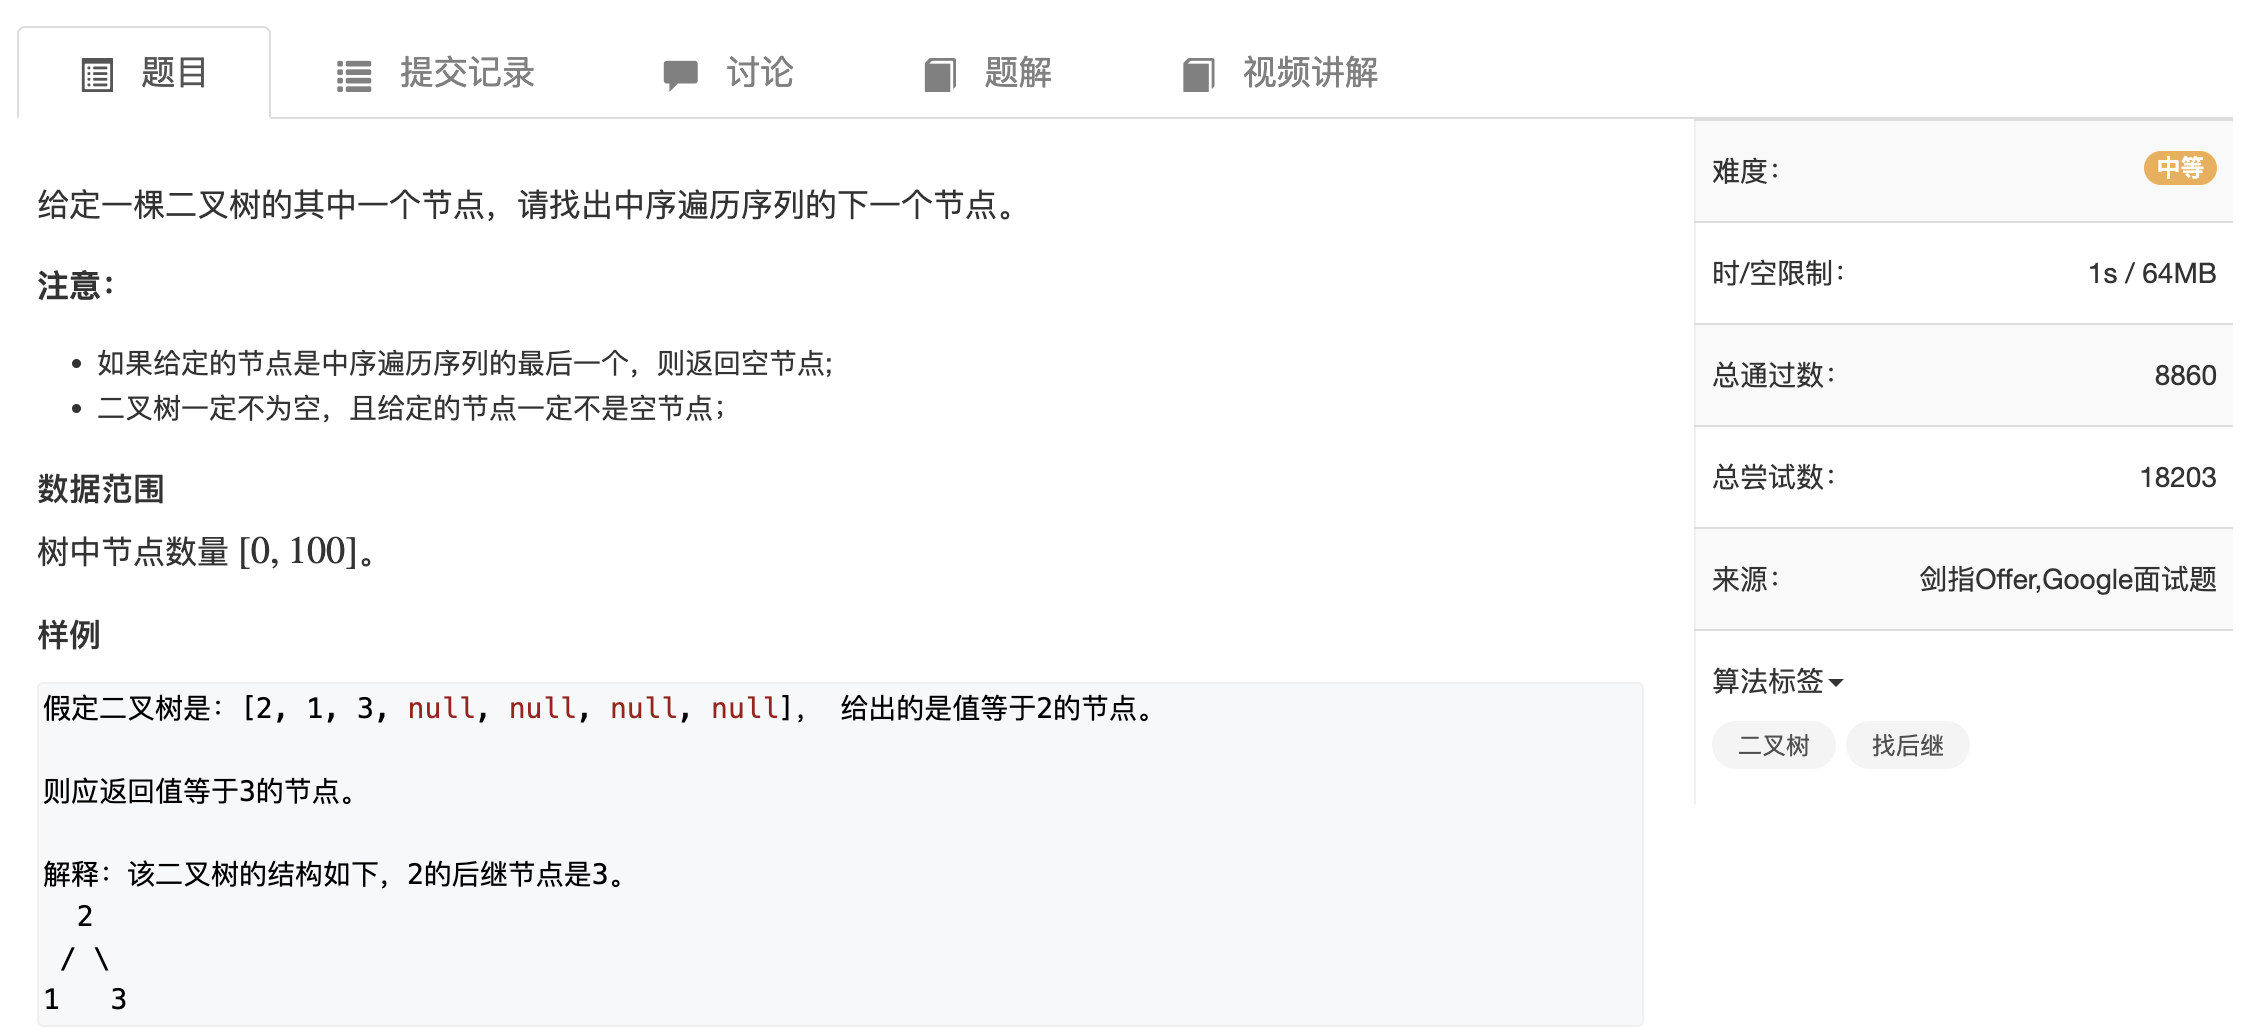 题目 提交记录 讨论 题解 视频讲解
给定一棵二叉树的其中一个节点，请找出中序遍历序列的下一个节点。
注意：
• 如果给定的节点是中序遍历序列的最后一个，则返回空节点;
• 二叉树一定不为空，且给定的节点一定不是空节点；
数据范围
树中节点数量 [0, 100]。
样例
假定二叉树是：[2, 1, 3, null, null, null, null]， 给出的是值等于2的节点。
则应返回值等于3的节点。
解释：该二叉树的结构如下，2的后继节点是3。
  2
 / \
1   3
难度： 中等
时/空限制： 1s / 64MB
总通过数： 8860
总尝试数： 18203
来源： 剑指Offer,Google面试题
算法标签
二叉树 找后继